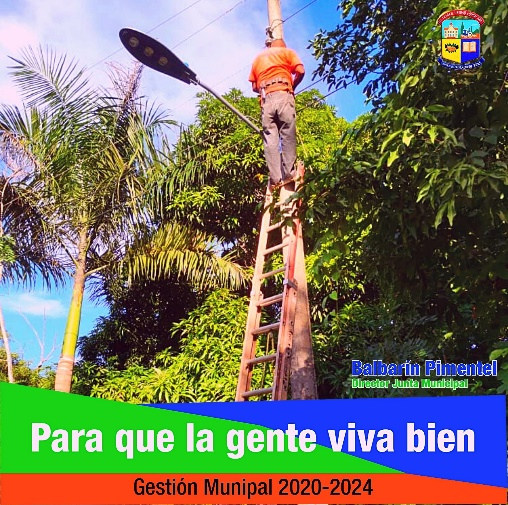 Balbarín Pimentel
Director Junta Municipal
Para que la gente viva bien
Gestión Munipal 2020-2024